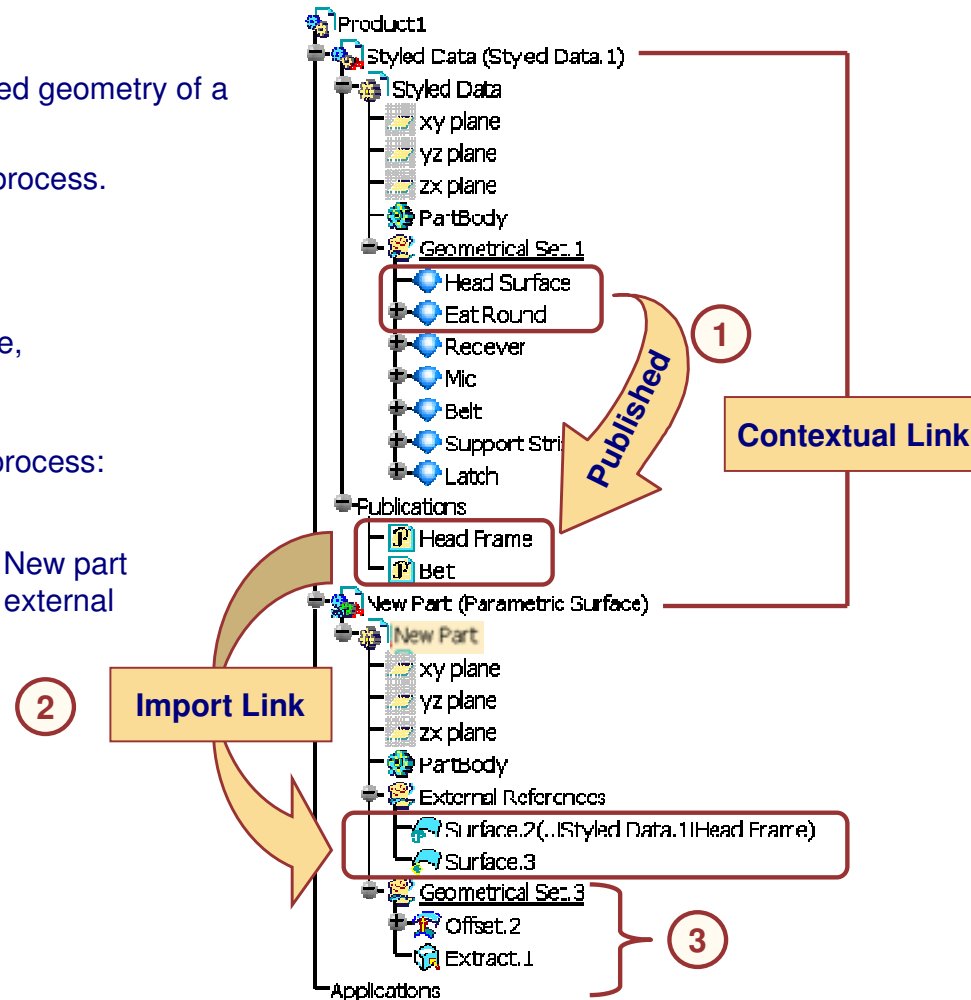 ed geometry of a
process.
e,
process:
New part
external
Product1
Styled Data (Styed Data.1)
Styled Data
xy plane
yz plane
zx plane
PartBody
Geometrical Set.1
Head Surface
Eat Round
Recever
Mic
Belt
Support Stri
Latch
Publications
Head Frame
Bet
New Part (Parametric Surface)
New Part
xy plane
yz plane
zx plane
PartBody
External References
Surface.2(..!Styled Data.1!Head Frame)
Surface.3
Geometrical Set.3
Offset.2
Extract.1
Applications
1
Published
Contextual Link
2
Import Link
3